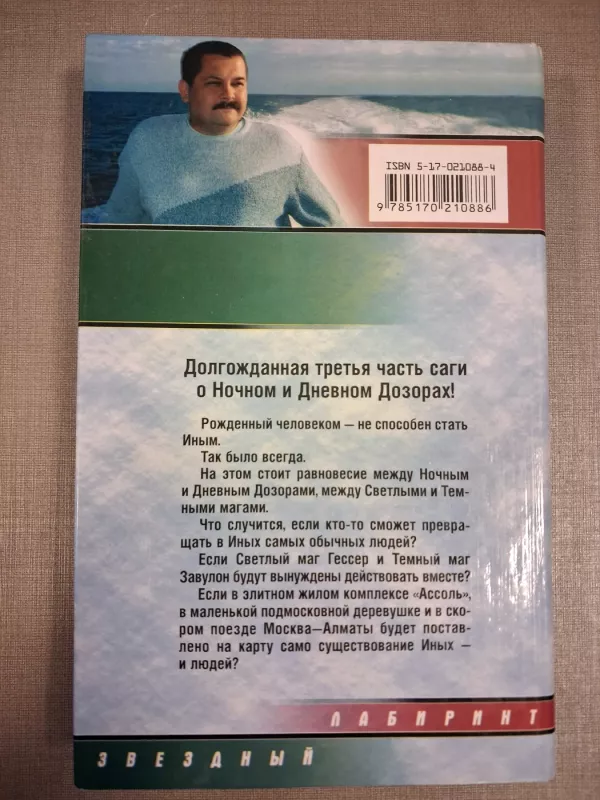 ISBN 5-17-021088-4
9 785170 210886
Долгожданная третья часть саги
о Ночном и Дневном Дозорах!
Рожденный человеком – не способен стать
Иным.
Так было всегда.
На этом стоит равновесие между Ночным
и Дневным Дозорами, между Светлыми и Тем-
ными магами.
Что случится, если кто-то сможет превра-
щать в Иных самых обычных людей?
Если Светлый маг Гессер и Темный маг
Завулон будут вынуждены действовать вместе?
Если в элитном жилом комплексе «Ассоль»,
в маленькой подмосковной деревушке и в ско-
ром поезде Москва–Алматы будет постав-
лено на карту само существование Иных –
и людей?
ЛАБИРИНТ
ЗВЕЗДНЫЙ